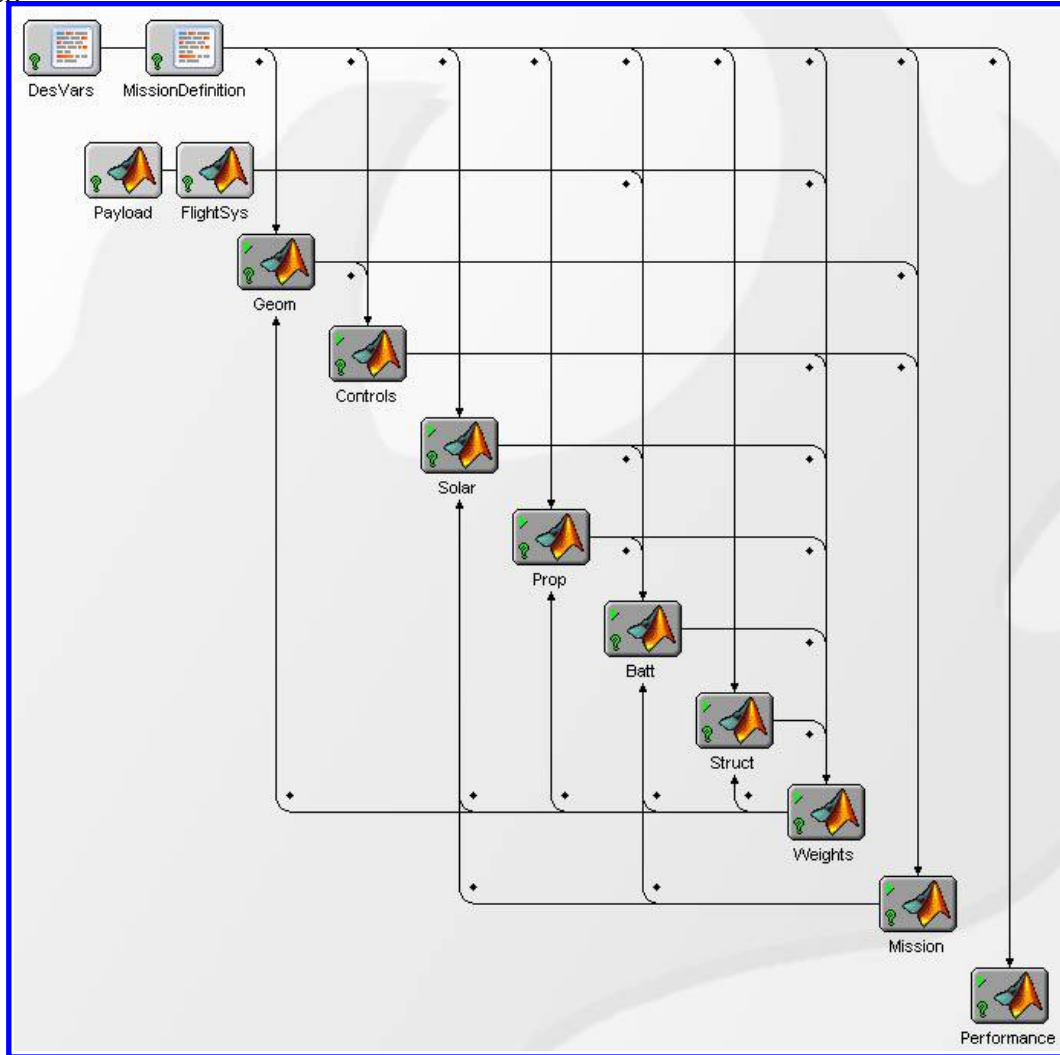 DesVars
MissionDefinition
Payload
FlightSys
Geom
Controls
Solar
Prop
Batt
Struct
Weights
Mission
Performance